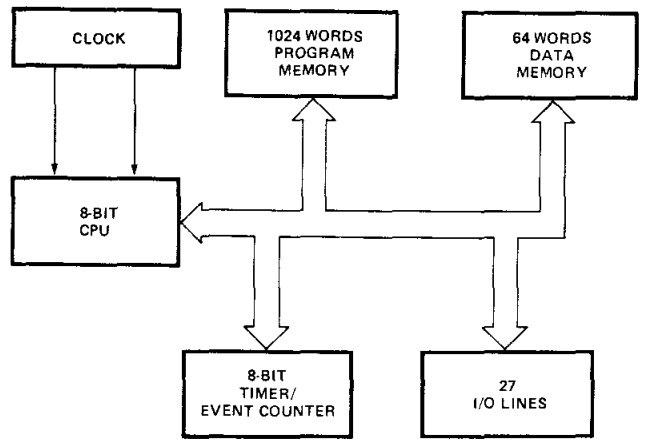 CLOCK
1024 WORDS
PROGRAM
MEMORY
64 WORDS
DATA
MEMORY
8-BIT
CPU
8-BIT
TIMER/
EVENT COUNTER
27
I/O LINES